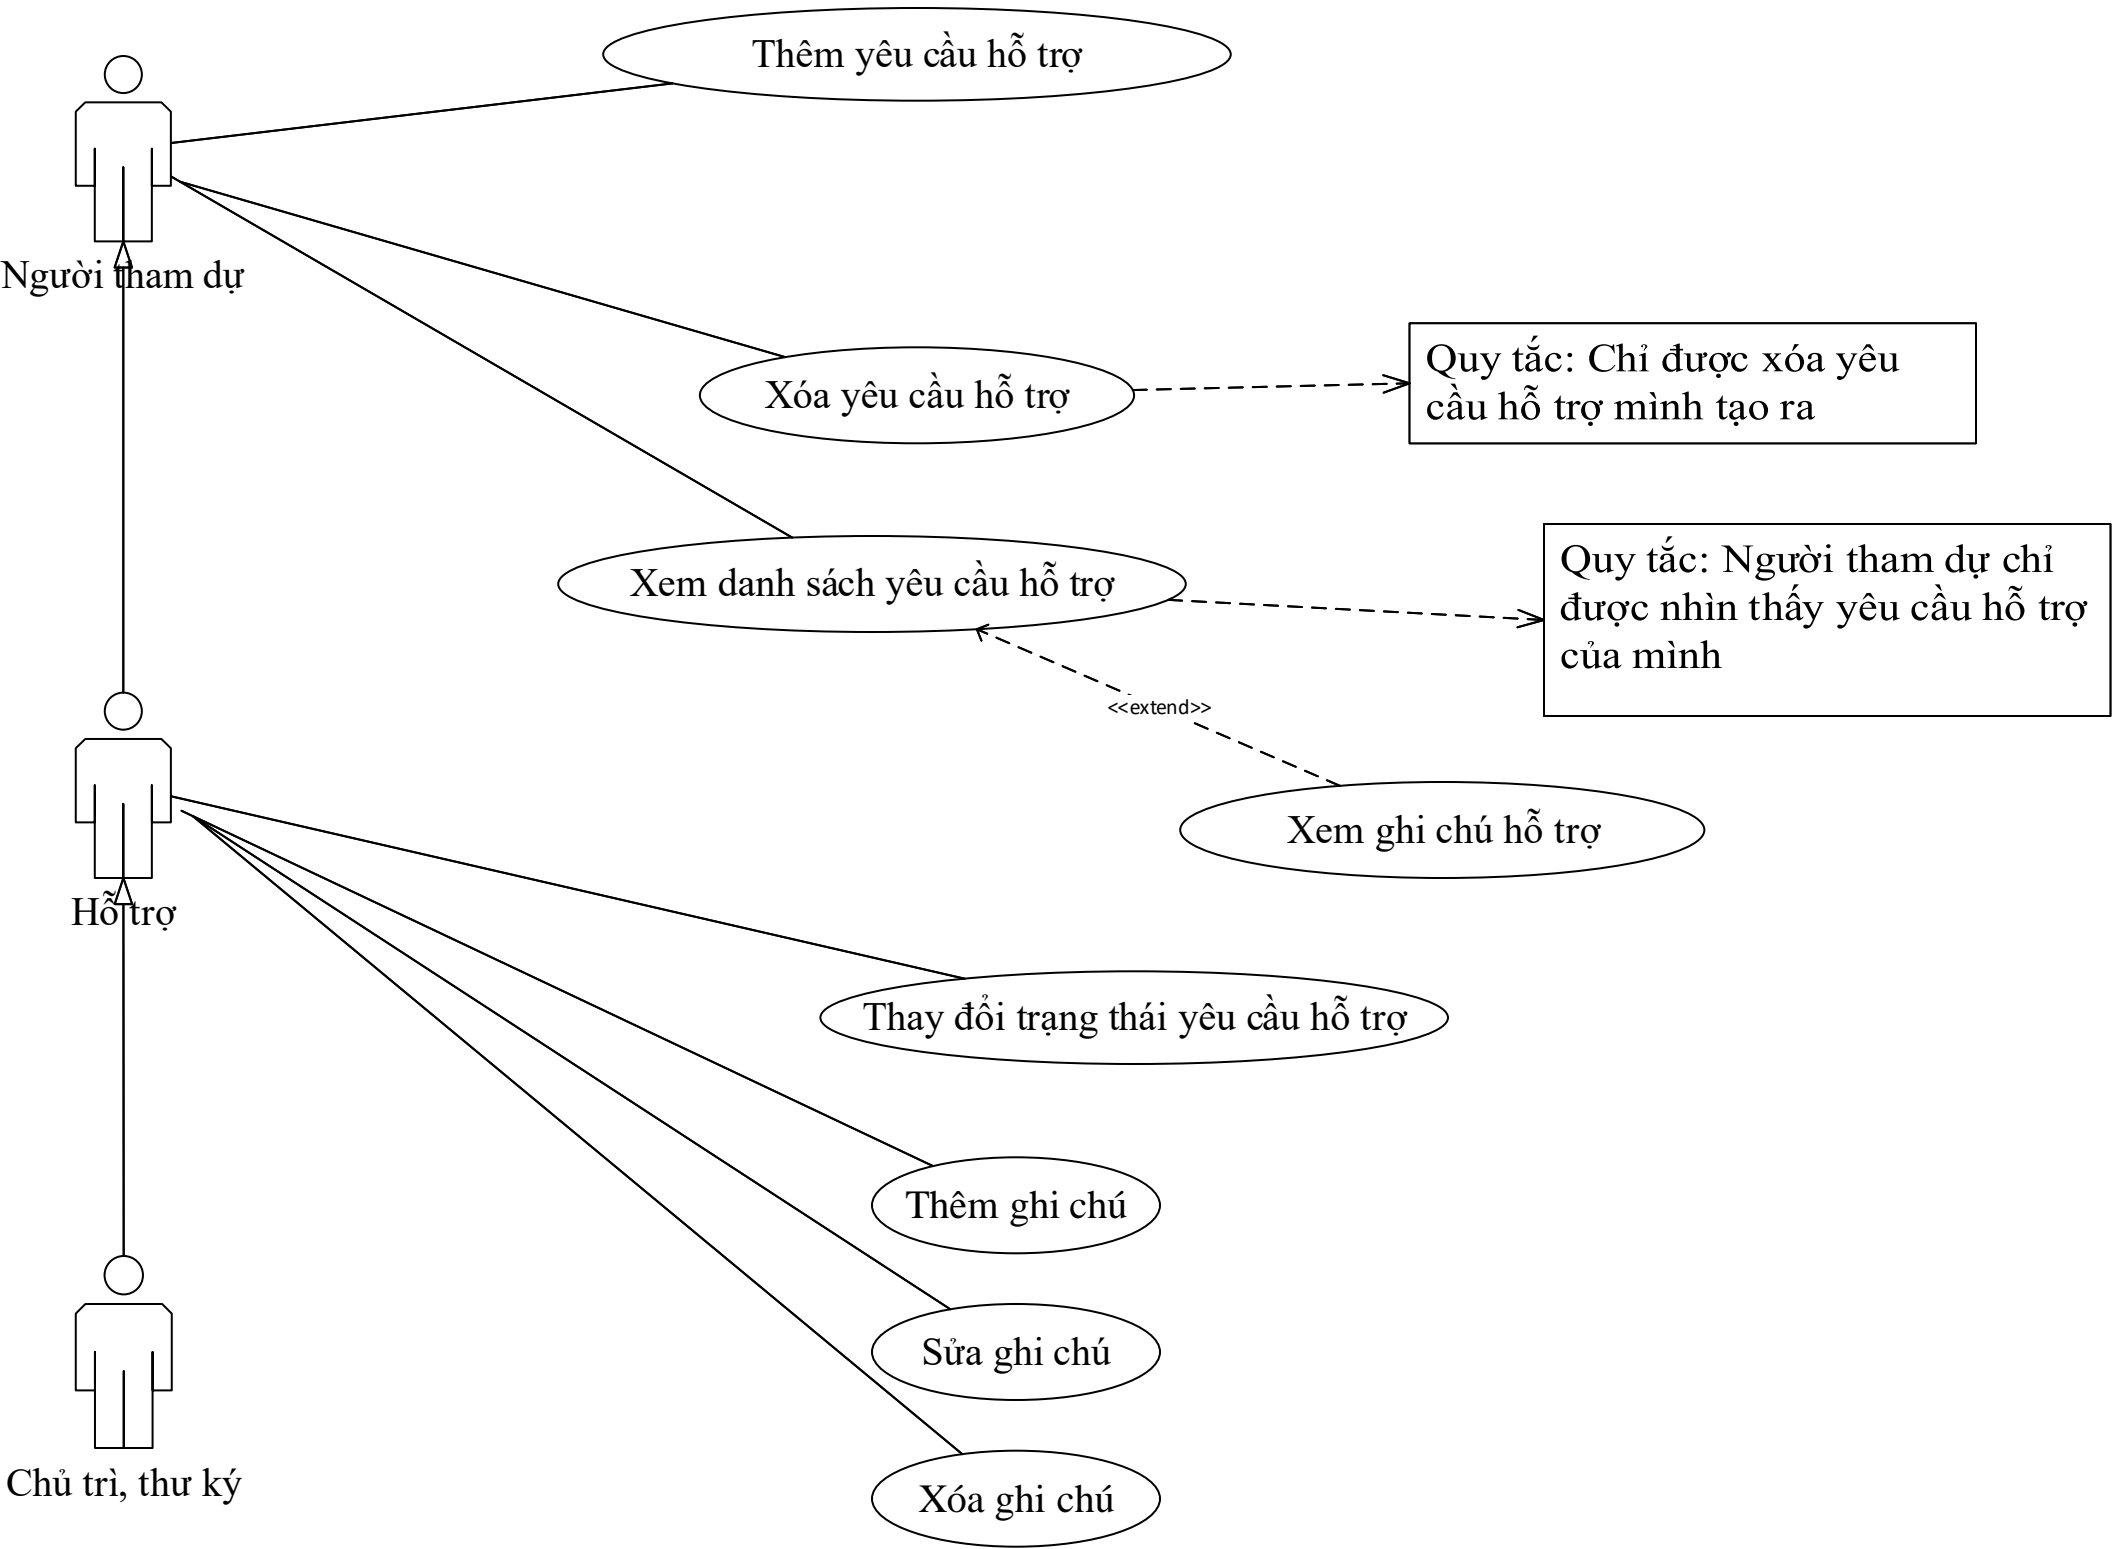 Thêm yêu cầu hỗ trợ
Người tham dự
Quy tắc: Chỉ được xóa yêu
cầu hỗ trợ mình tạo ra
Xóa yêu cầu hỗ trợ
Quy tắc: Người tham dự chỉ
được nhìn thấy yêu cầu hỗ trợ
của mình
Xem danh sách yêu cầu hỗ trợ
<<extend>>
Xem ghi chú hỗ trợ
Hỗ trợ
Thay đổi trạng thái yêu cầu hỗ trợ
Thêm ghi chú
Sửa ghi chú
Chủ trì, thư ký
Xóa ghi chú